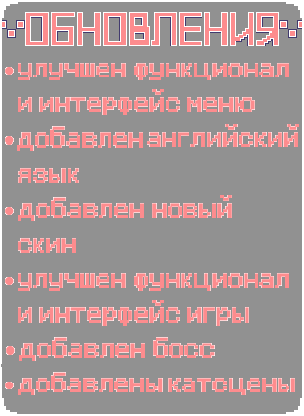 ОБНОВЛЕНИЯ
•улучшен функционал
и интерфейс меню
•добавлен английский
язык
•добавлен новый
скин
•улучшен функционал
и интерфейс игры
•добавлен босс
•добавлены катсцены